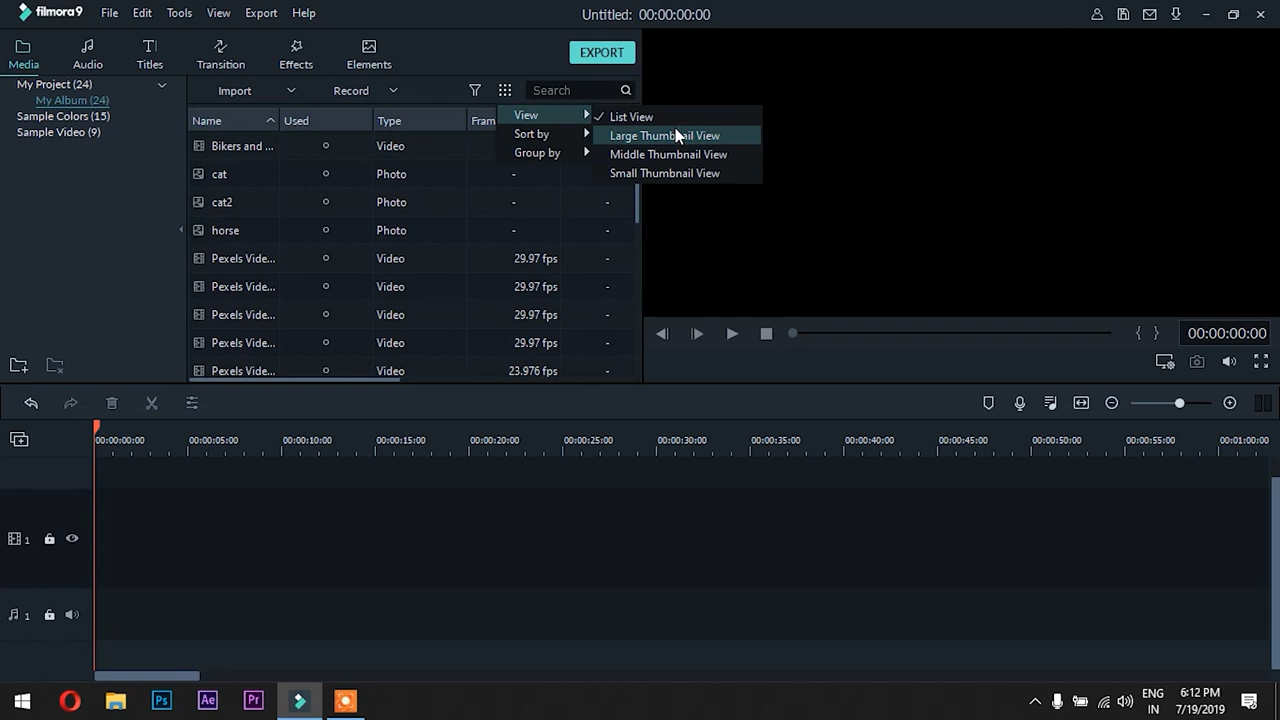 filmora9 File Edit Tools View Export Help Untitled: 00:00:00:00
Media Audio Titles Transition Effects Elements EXPORT
My Project (24)
My Album (24)
Sample Colors (15)
Sample Video (9)
Import Record Search
Name Used Type Fram
View
Sort by
Group by
List View
Large Thumbnail View
Middle Thumbnail View
Small Thumbnail View
Bikers and ... Video
cat Photo - -
cat2 Photo - -
horse Photo - -
Pexels Vide... Video 29.97 fps -
Pexels Vide... Video 29.97 fps -
Pexels Vide... Video 29.97 fps -
Pexels Vide... Video 29.97 fps -
Pexels Vide... Video 23.976 fps -
{ } 00:00:00:00
00:00:00:00 00:00:05:00 00:00:10:00 00:00:15:00 00:00:20:00 00:00:25:00 00:00:30:00 00:00:35:00 00:00:40:00 00:00:45:00 00:00:50:00 00:00:55:00 00:01:00:00
1
1
Ps Ae Pr
ENG
IN
6:12 PM
7/19/2019